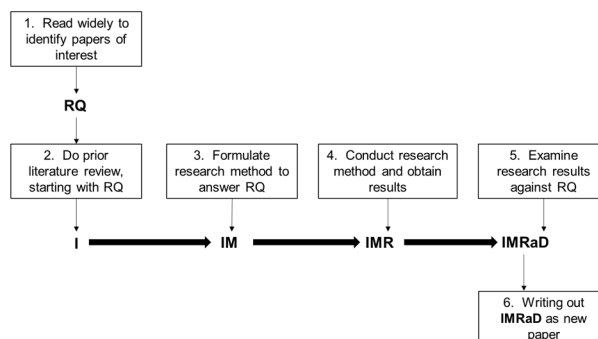 1. Read widely to
identify papers of
interest
RQ
2. Do prior
literature review,
starting with RQ
3. Formulate
research method to
answer RQ
4. Conduct research
method and obtain
results
5. Examine
research results
against RQ
I
IM
IMR
IMRaD
6. Writing out
IMRaD as new
paper